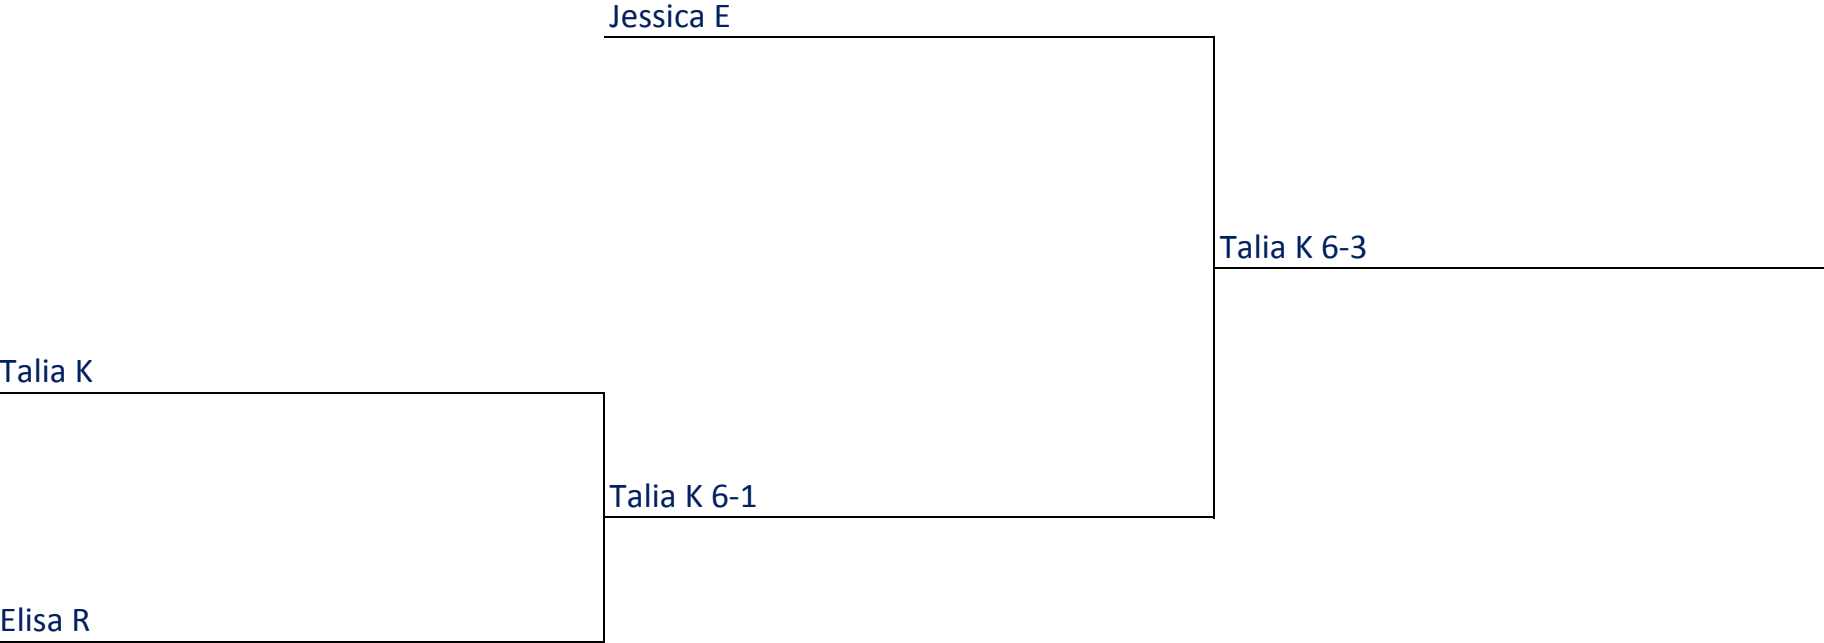 Jessica E
Talia K 6-3
Talia K
Talia K 6-1
Elisa R